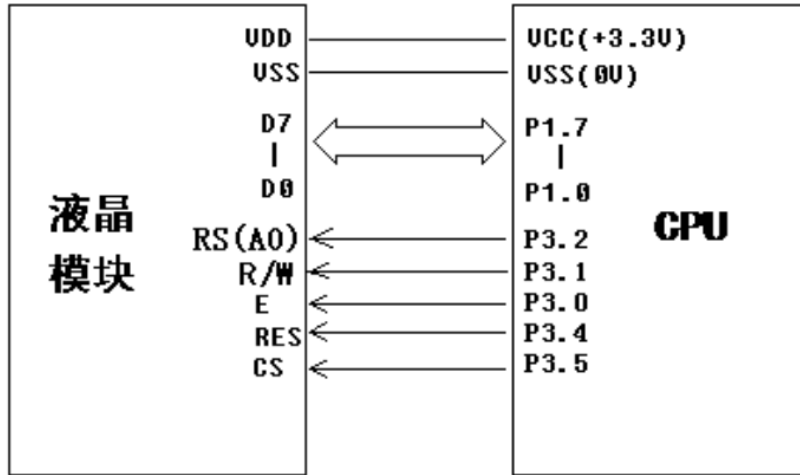 VDD VCC(+3.3V)
VSS VSS(0V)
D7 P1.7
D0 P1.0
液晶
模块
CPU
RS(A0) P3.2
R/W P3.1
E P3.0
RES P3.4
CS P3.5